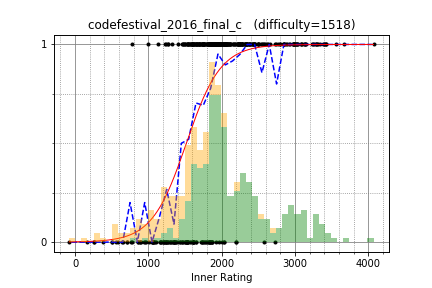 codefestival_2016_final_c (difficulty=1518)
1
0
0 1000 2000 3000 4000
Inner Rating